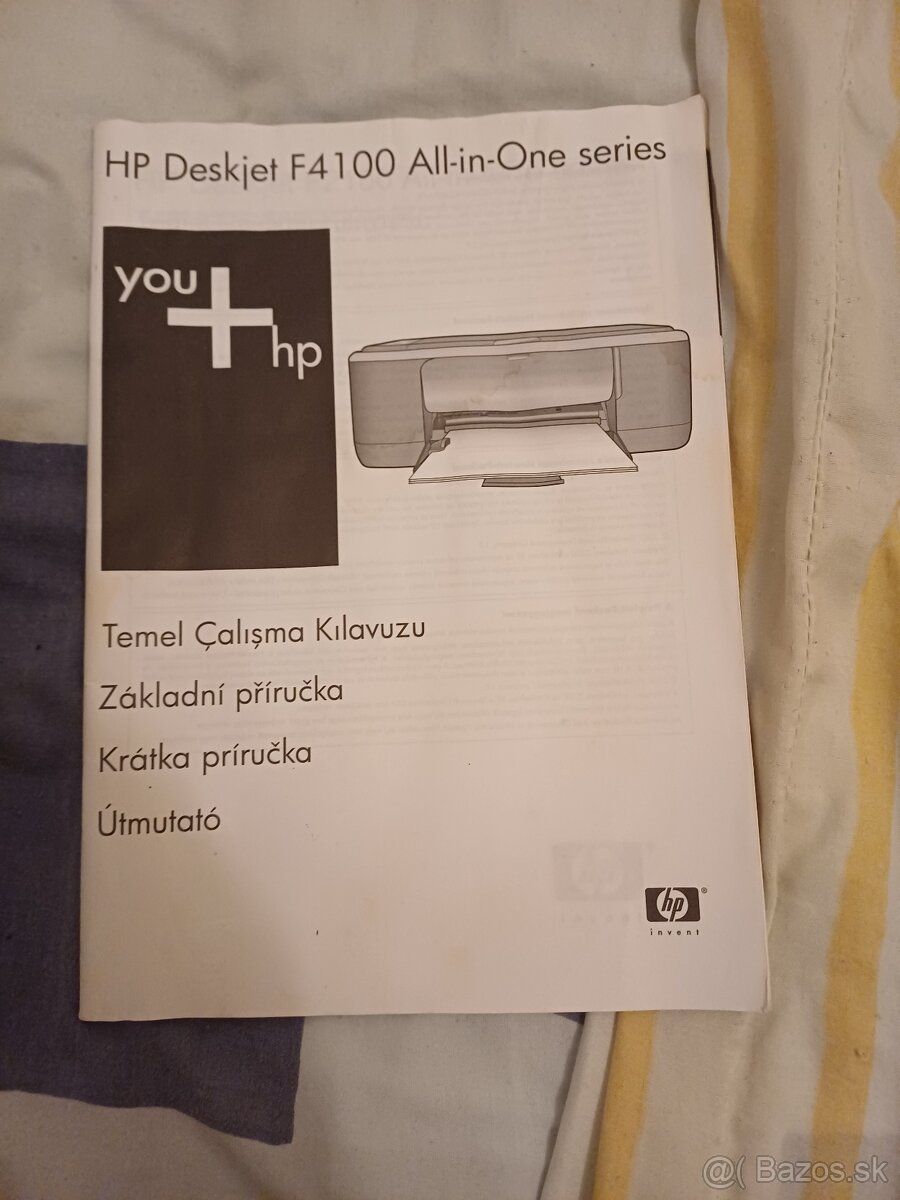 HP Deskjet F4100 All-in-One series
you
hp
Temel Çalışma Kılavuzu
Základní příručka
Krátka príručka
Útmutató
hp®
invent
@( Bazos.sk